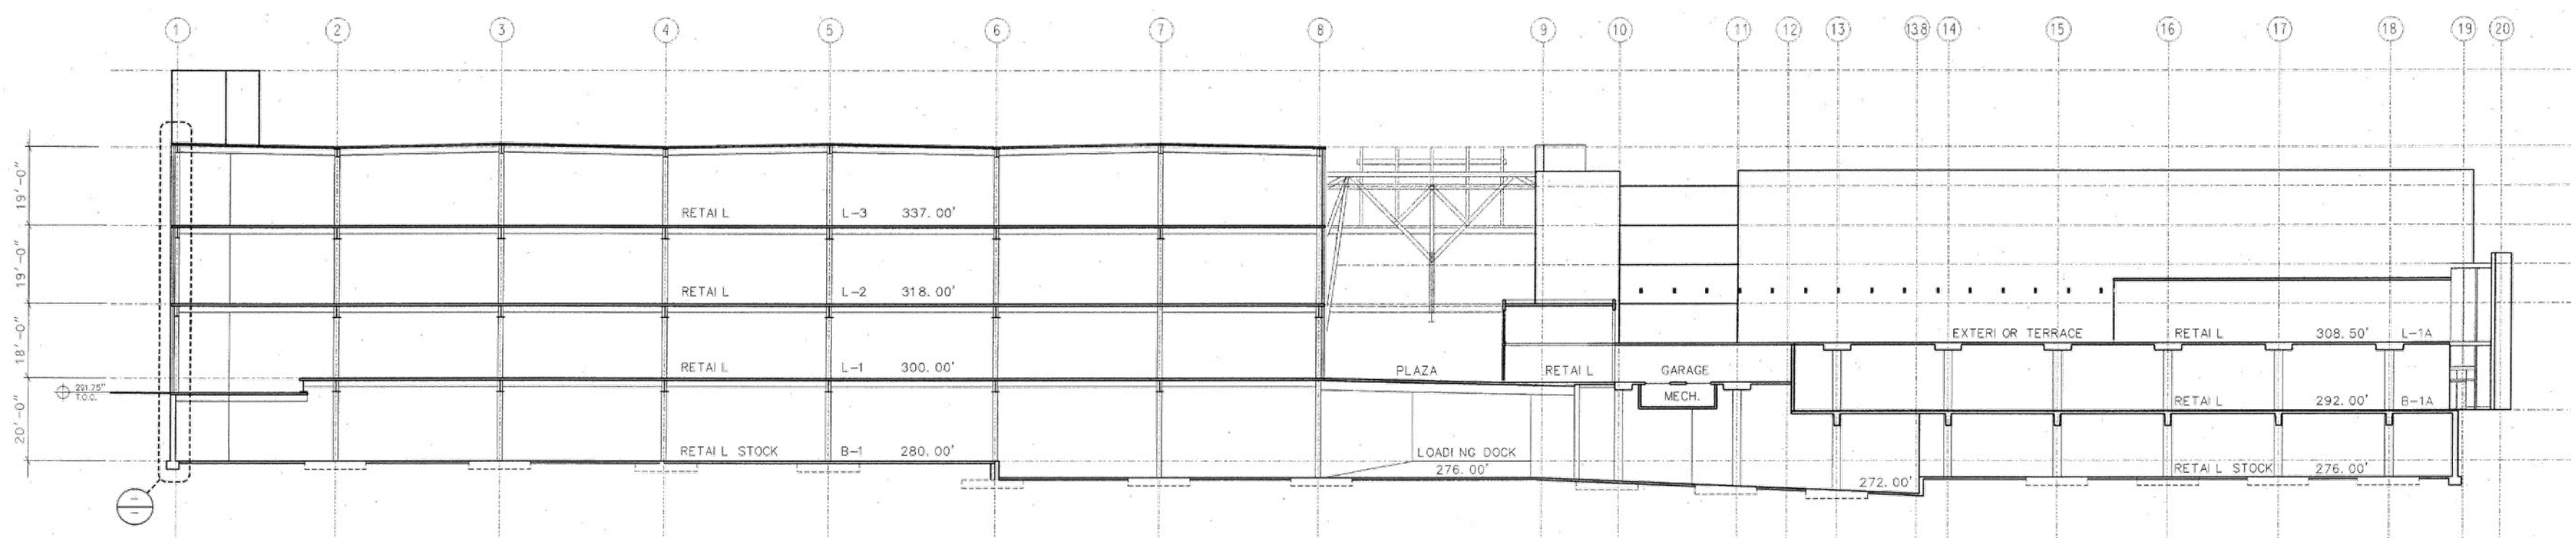 1 2 3 4 5 6 7 8 9 10 11 12 13 13.8 14 15 16 17 18 19 20
19'-0"
RETAIL L-3 337.00'
19'-0"
RETAIL L-2 318.00'
EXTERIOR TERRACE RETAIL 308.50' L-1A
18'-0"
RETAIL L-1 300.00'
PLAZA RETAIL GARAGE
291.75"
T.O.C.
MECH.
RETAIL 292.00' B-1A
20'-0"
RETAIL STOCK B-1 280.00'
LOADING DOCK
276.00'
RETAIL STOCK 276.00'
272.00'